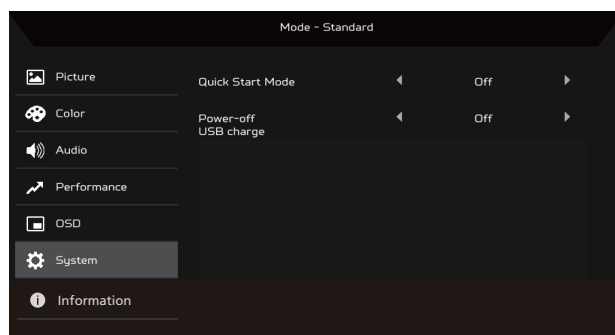 Mode - Standard
Picture
Quick Start Mode
Off
Color
Power-off
USB charge
Off
Audio
Performance
OSD
System
Information